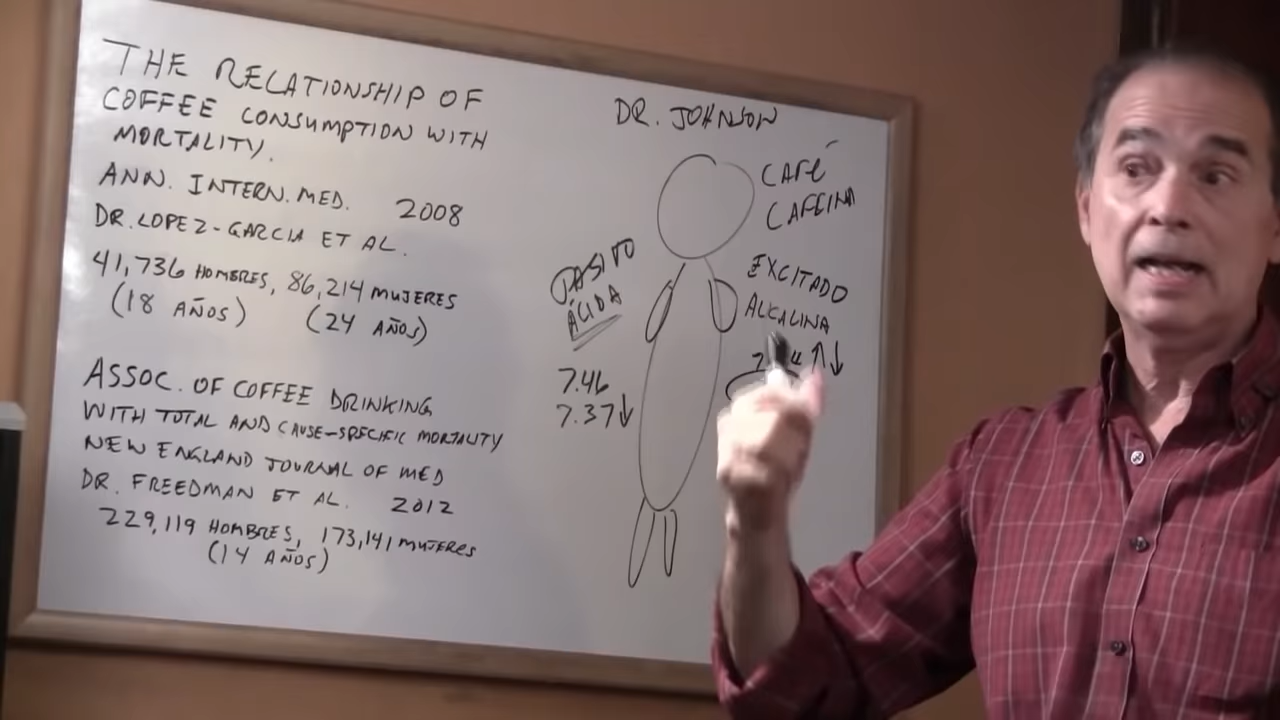 THE RELATIONSHIP OF
COFFEE CONSUMPTION WITH
MORTALITY.
ANN. INTERN. MED. 2008
DR. LOPEZ-GARCIA ET AL.
41,736 HOMBRES, 86,214 MUJERES
(18 AÑOS) (24 AÑOS)
ASSOC. OF COFFEE DRINKING
WITH TOTAL AND CAUSE-SPECIFIC MORTALITY
NEW ENGLAND JOURNAL OF MED
DR. FREEDMAN ET AL. 2012
229,119 HOMBRES, 173,141 MUJERES
(14 AÑOS)
DR. JOHNSON
CAFÉ
CAFEINA
PASIVO
ÁCIDA
7.46
7.37↓
EXCITADO
ALCALINA
↑↓